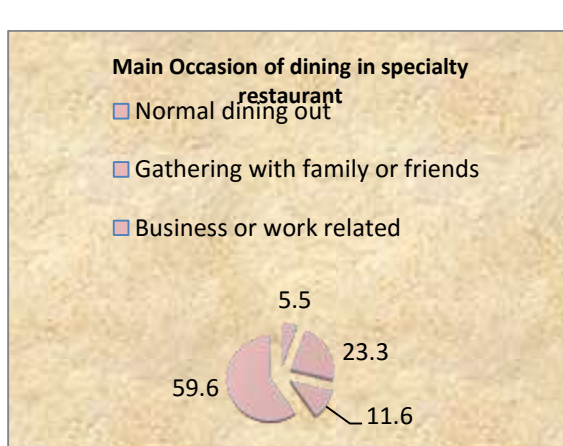 Main Occasion of dining in specialty
restaurant
Normal dining out
Gathering with family or friends
Business or work related
5.5
23.3
59.6
11.6